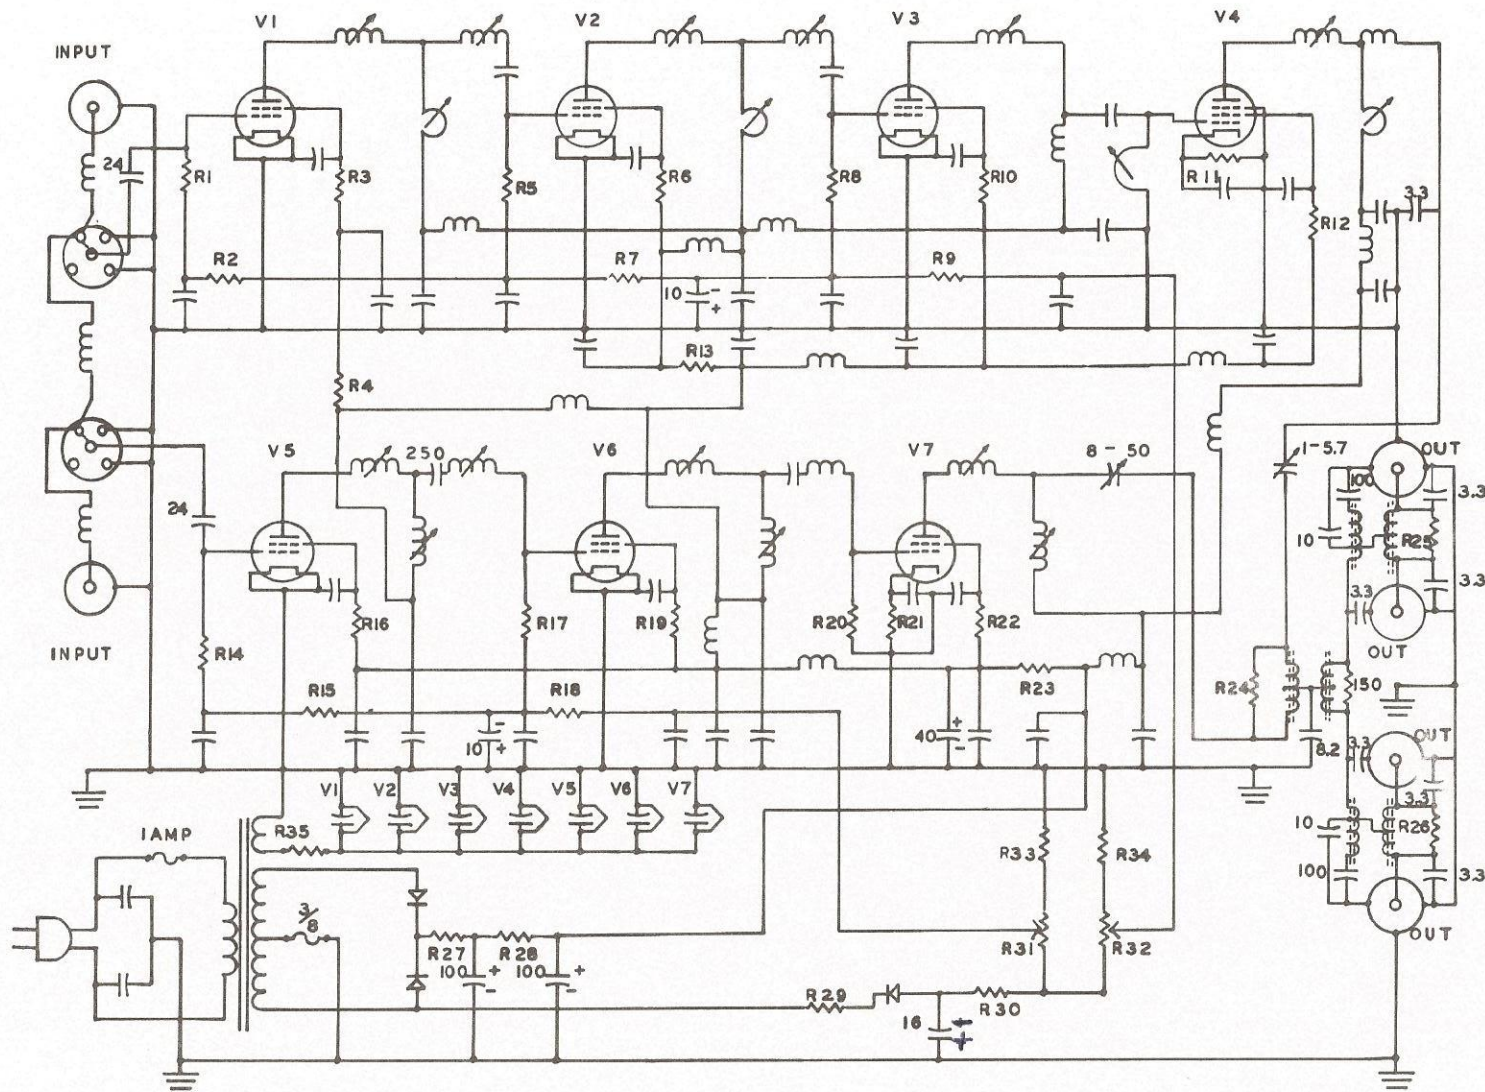 V1
V2
V3
V4
INPUT
24
R1
R3
R5
R6
R8
R10
R11
3.3
R12
R2
R7
R9
10
-
+
R13
R4
V5
250
V6
V7
8 - 50
1-5.7
OUT
100
3.3
24
10
R25
3.3
3.3
R16
R17
R19
R20
R21
R22
INPUT
R14
OUT
R15
R18
R23
R24
150
-
10 +
+
40 -
8.2
3.3
OUT
V1
V2
V3
V4
V5
V6
V7
3.3
1AMP
R35
10
R26
R33
R34
100
3.3
3/8
R27
R28
R31
R32
OUT
100 +
-
100 +
-
R29
R30
16
+